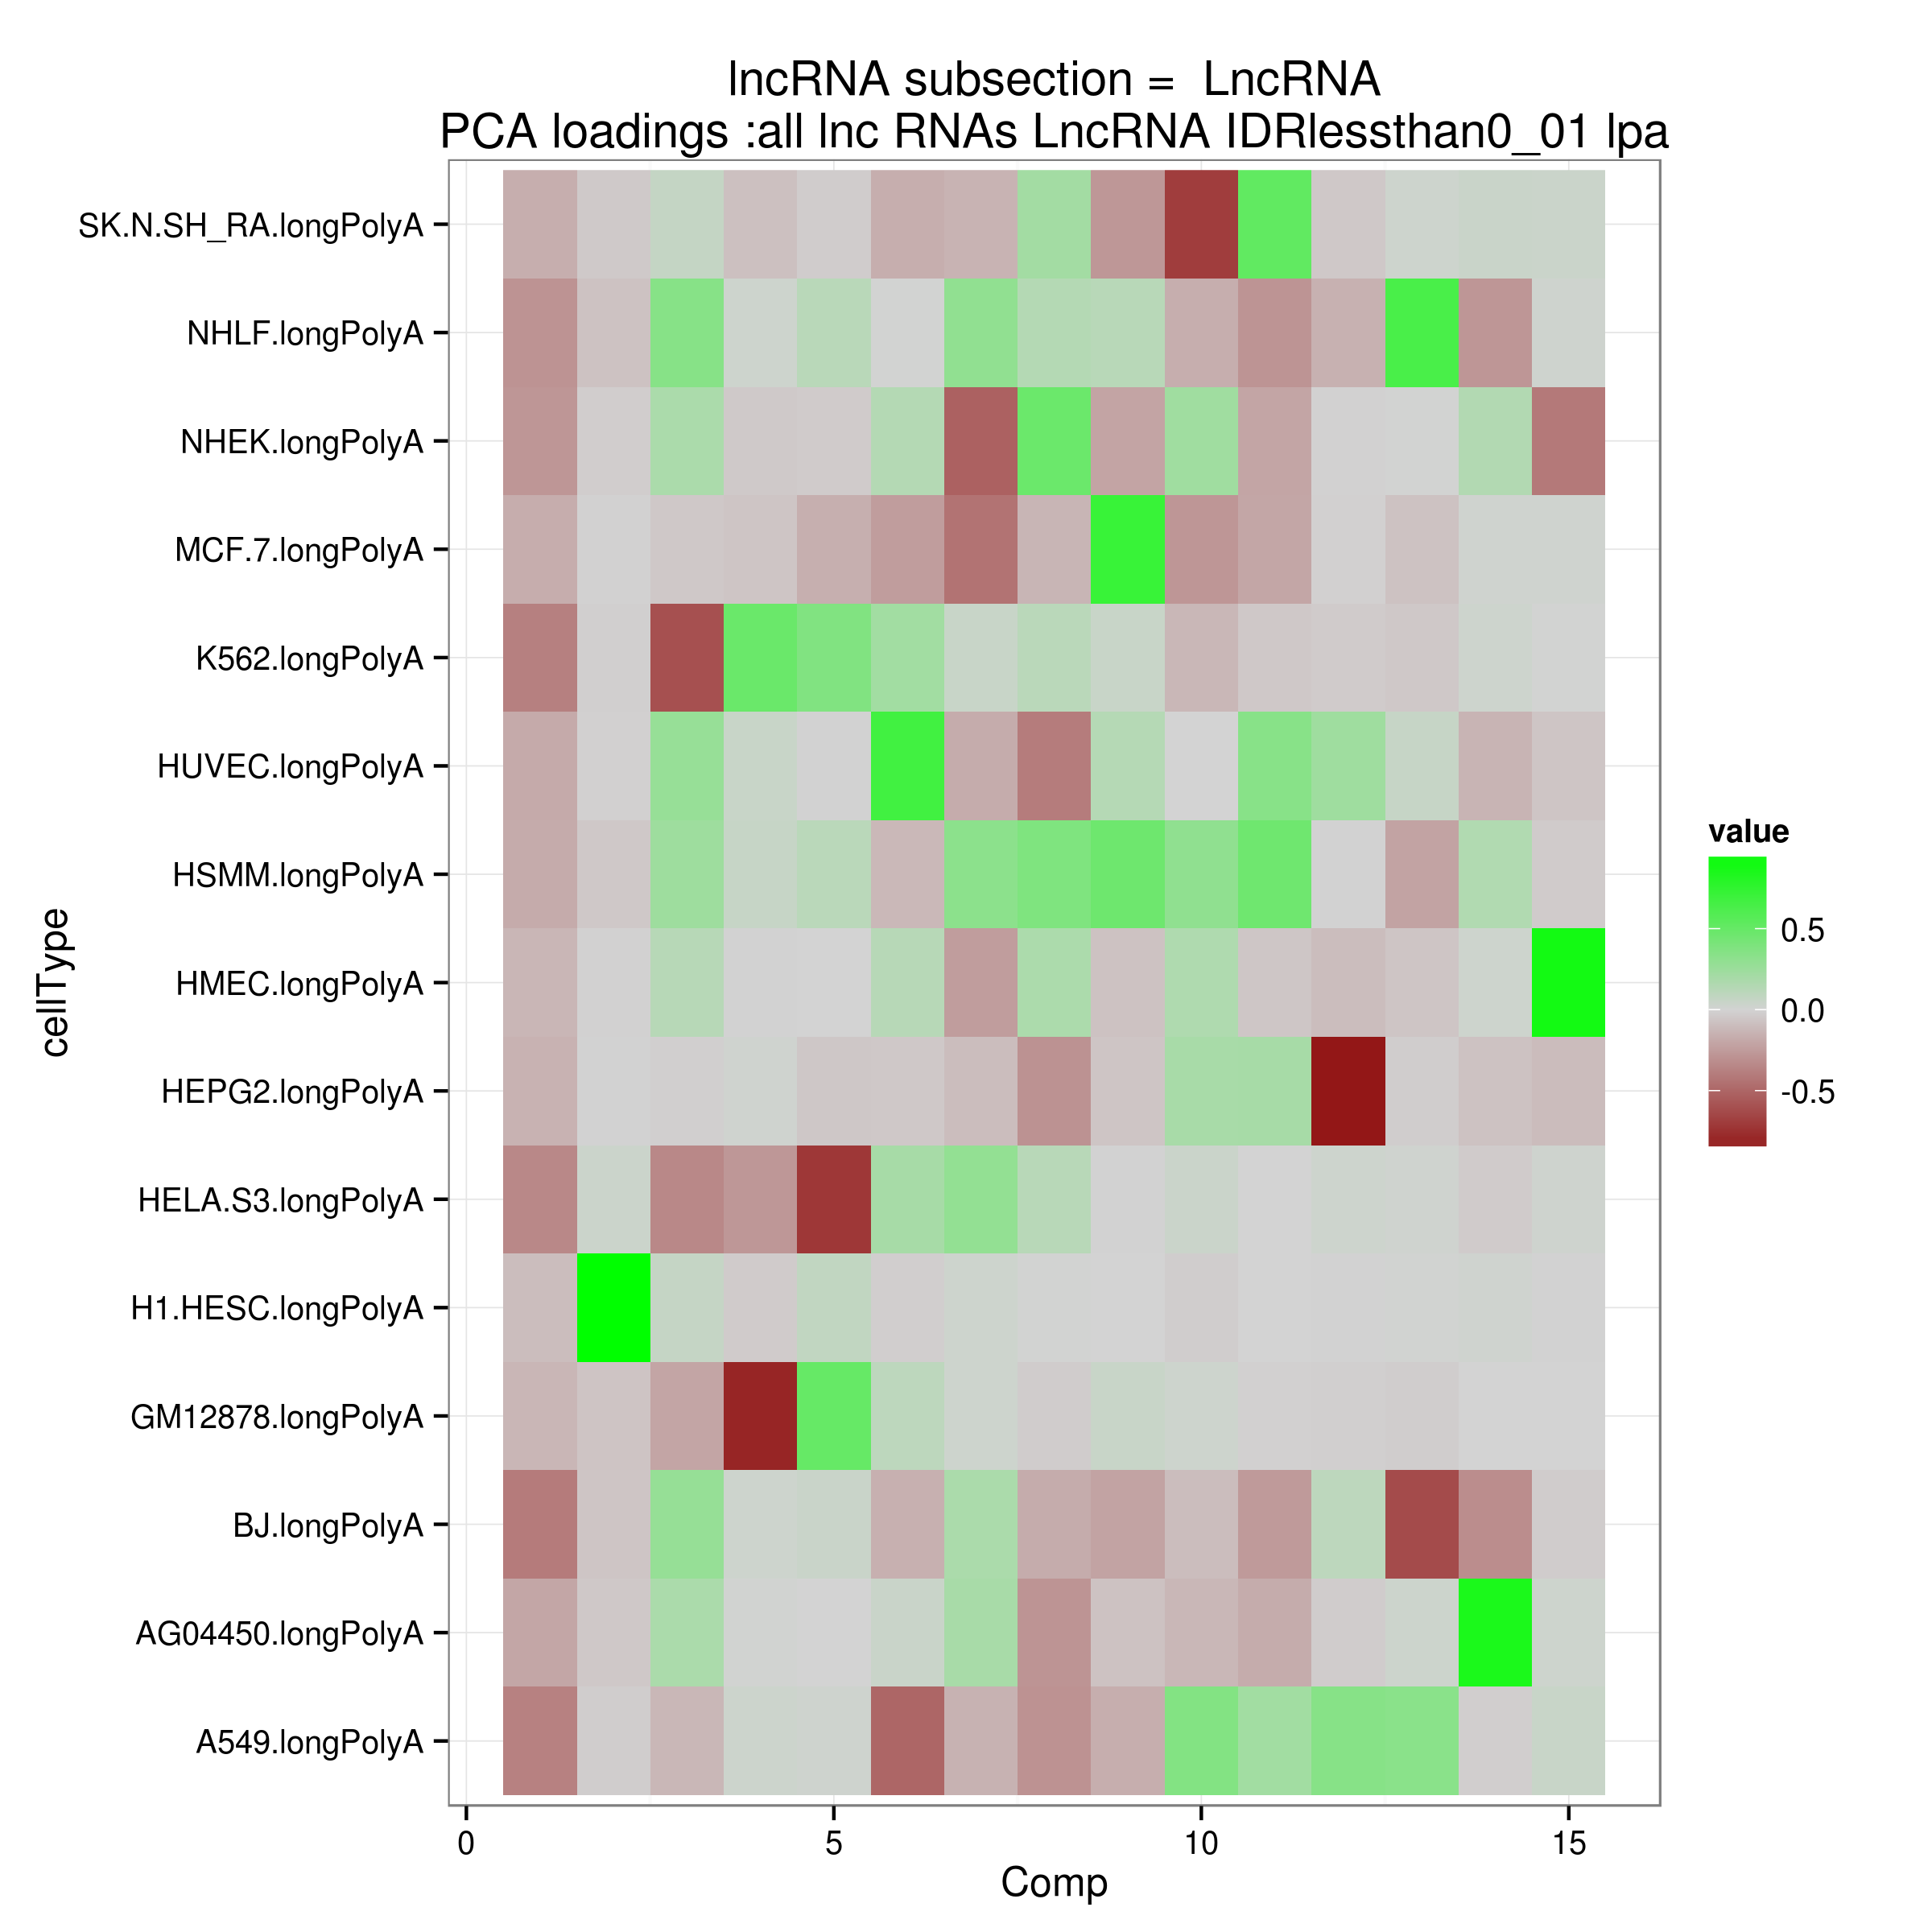 lncRNA subsection =  LncRNA
PCA loadings :all lnc RNAs LncRNA IDRlessthan0_01 lpa
SK.N.SH_RA.longPolyA
NHLF.longPolyA
NHEK.longPolyA
MCF.7.longPolyA
K562.longPolyA
HUVEC.longPolyA
HSMM.longPolyA
HMEC.longPolyA
HEPG2.longPolyA
HELA.S3.longPolyA
H1.HESC.longPolyA
GM12878.longPolyA
BJ.longPolyA
AG04450.longPolyA
A549.longPolyA
cellType
0 5 10 15
Comp
value
0.5
0.0
-0.5